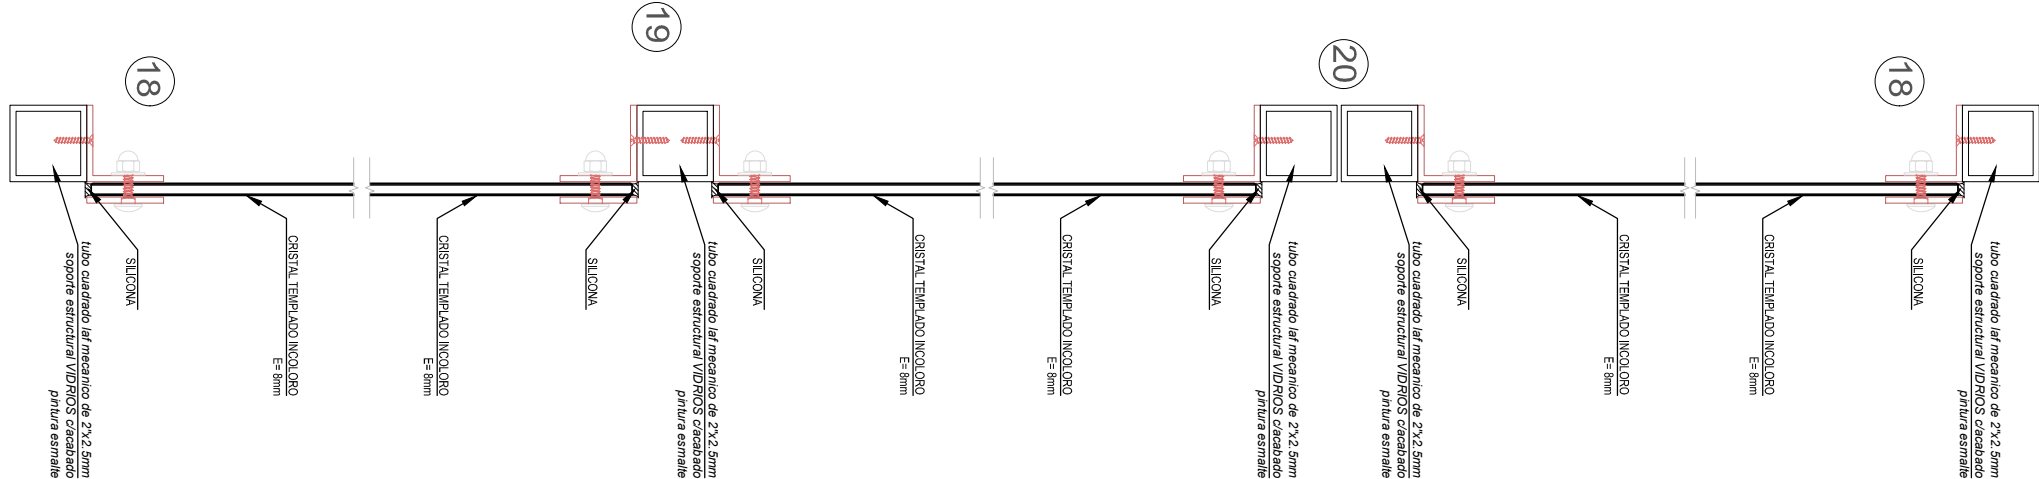 18
19
20
18
tubo cuadrado laf mecanico de 2"x2.5mm
soporte estructural VIDRIOS c/acabado
pintura esmalte
SILICONA
CRISTAL TEMPLADO INCOLORO
E= 8mm
CRISTAL TEMPLADO INCOLORO
E= 8mm
SILICONA
tubo cuadrado laf mecanico de 2"x2.5mm
soporte estructural VIDRIOS c/acabado
pintura esmalte
SILICONA
CRISTAL TEMPLADO INCOLORO
E= 8mm
CRISTAL TEMPLADO INCOLORO
E= 8mm
SILICONA
tubo cuadrado laf mecanico de 2"x2.5mm
soporte estructural VIDRIOS c/acabado
pintura esmalte
tubo cuadrado laf mecanico de 2"x2.5mm
soporte estructural VIDRIOS c/acabado
pintura esmalte
SILICONA
CRISTAL TEMPLADO INCOLORO
E= 8mm
CRISTAL TEMPLADO INCOLORO
E= 8mm
SILICONA
tubo cuadrado laf mecanico de 2"x2.5mm
soporte estructural VIDRIOS c/acabado
pintura esmalte